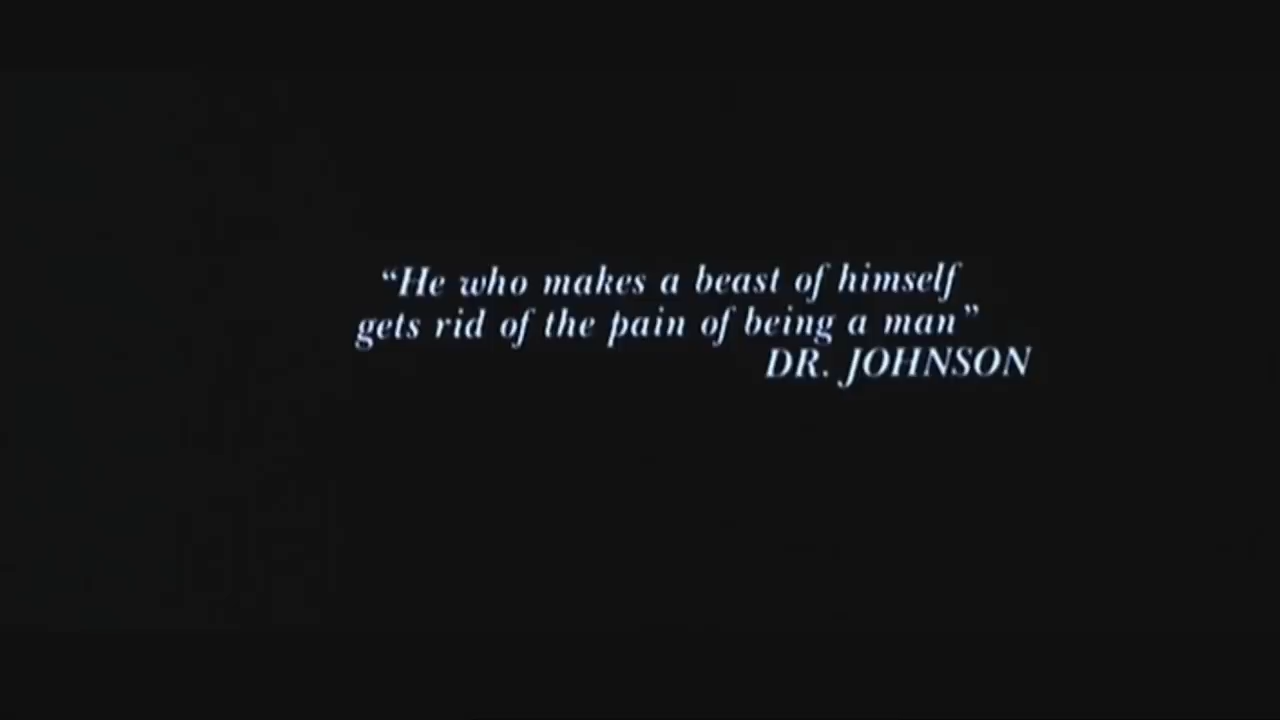 “He who makes a beast of himself
gets rid of the pain of being a man”
DR. JOHNSON